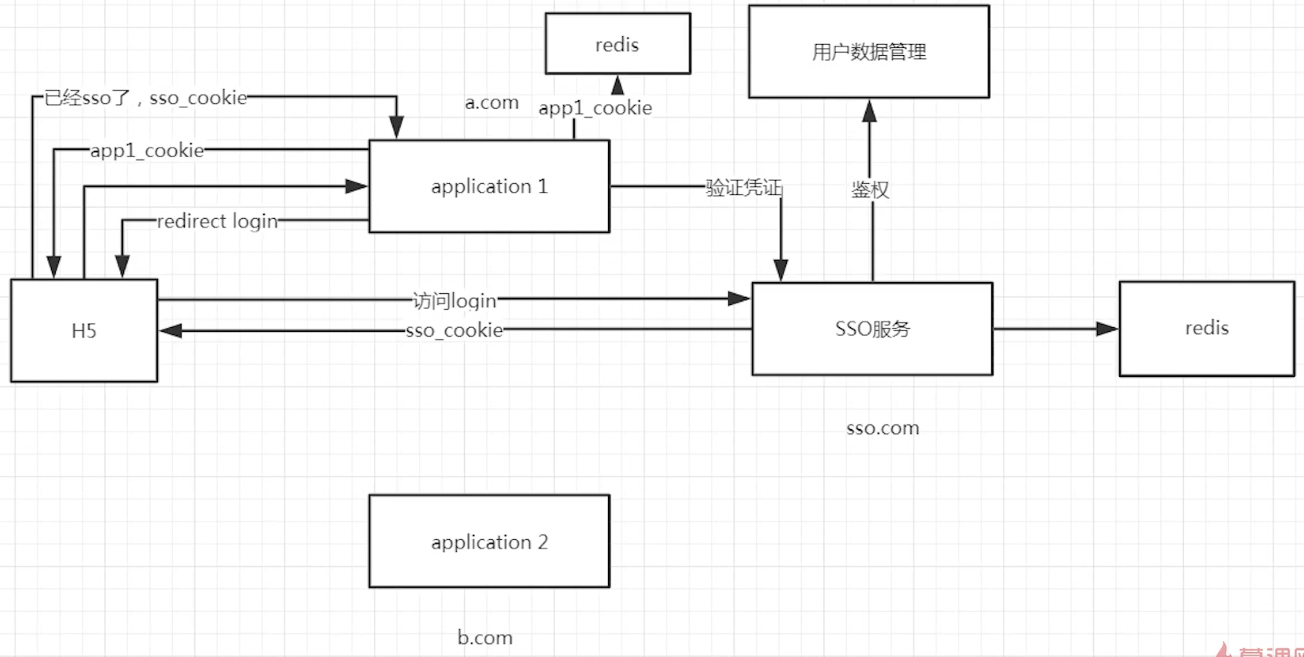 redis
用户数据管理
已经sso了，sso_cookie
a.com
app1_cookie
app1_cookie
application 1
验证凭证
鉴权
redirect login
H5
访问login
sso_cookie
SSO服务
redis
sso.com
application 2
b.com